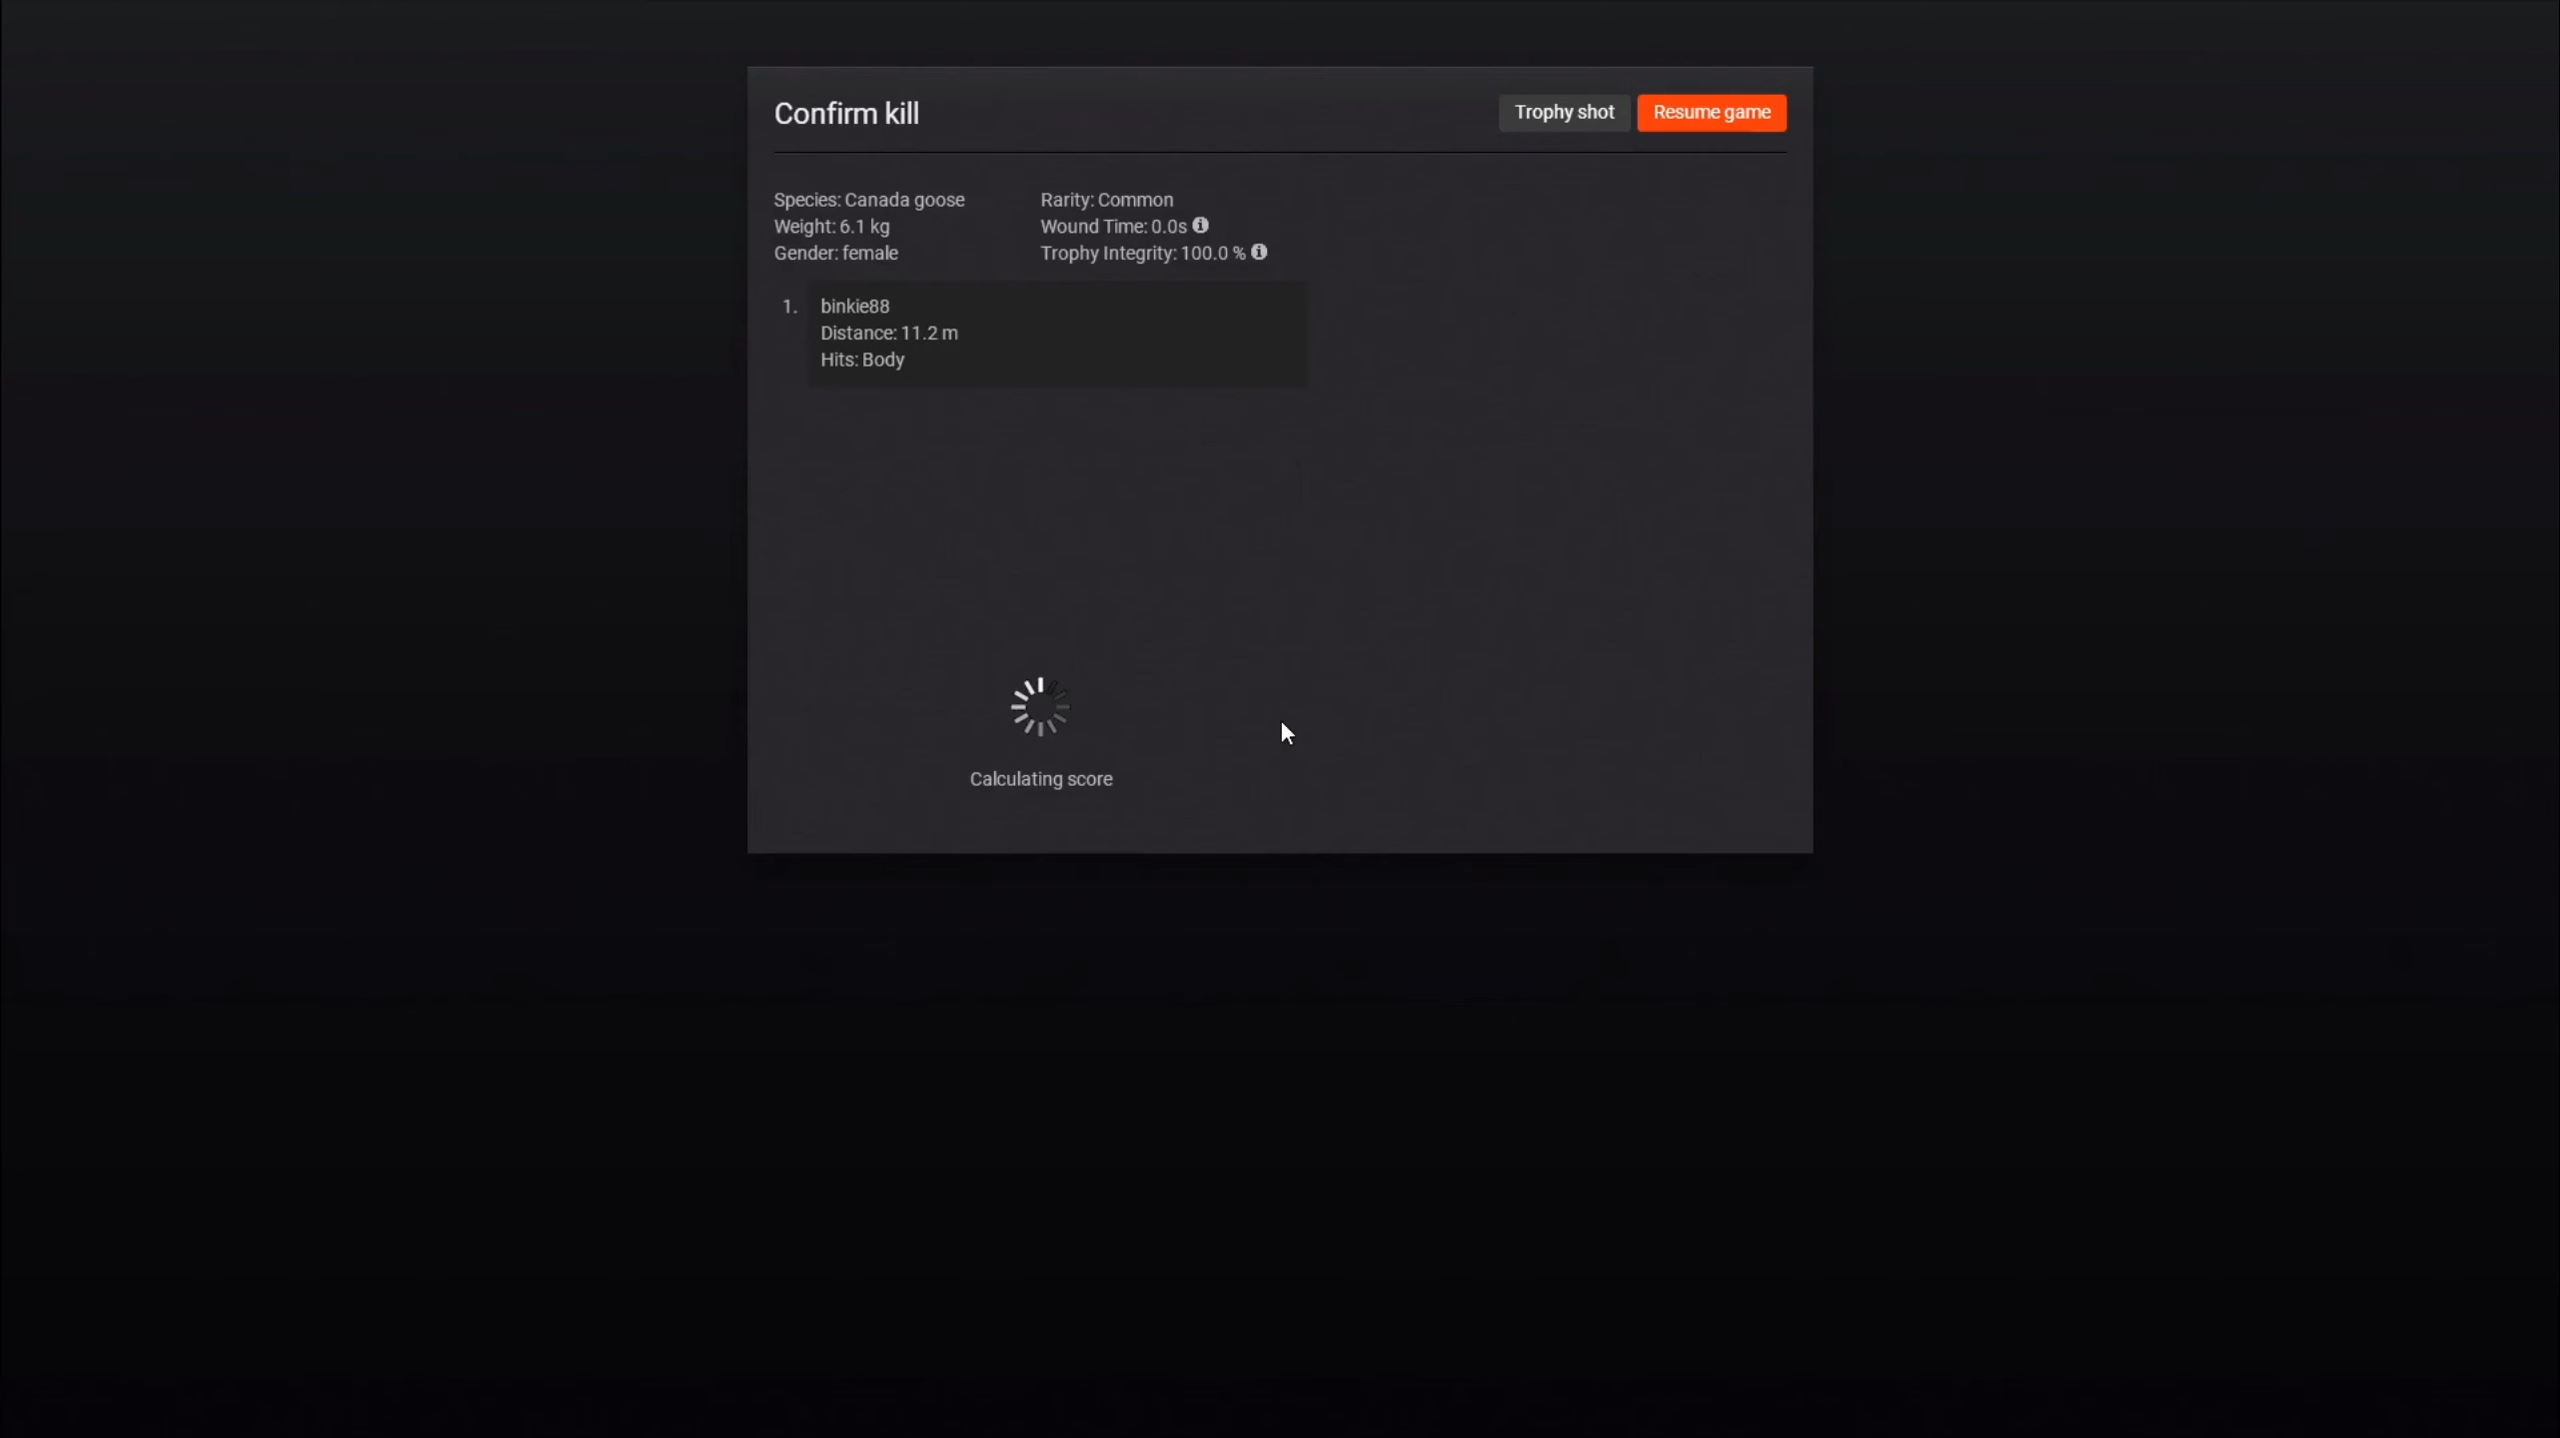 Confirm kill
Trophy shot
Resume game
Species: Canada goose
Weight: 6.1 kg
Gender: female
Rarity: Common
Wound Time: 0.0s
Trophy Integrity: 100.0 %
1.
binkie88
Distance: 11.2 m
Hits: Body
Calculating score